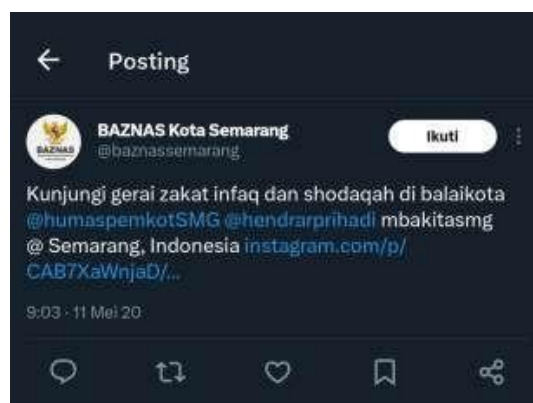 Posting
BAZNAS
BAZNAS Kota Semarang
@baznassemarang
Ikuti
Kunjungi gerai zakat infaq dan shodaqah di balaikota
@humaspemkotSMG @hendrarprihadi mbakitasmg
@ Semarang, Indonesia instagram.com/p/
CAB7XaWnjaD/...
9:03 · 11 Mei 20